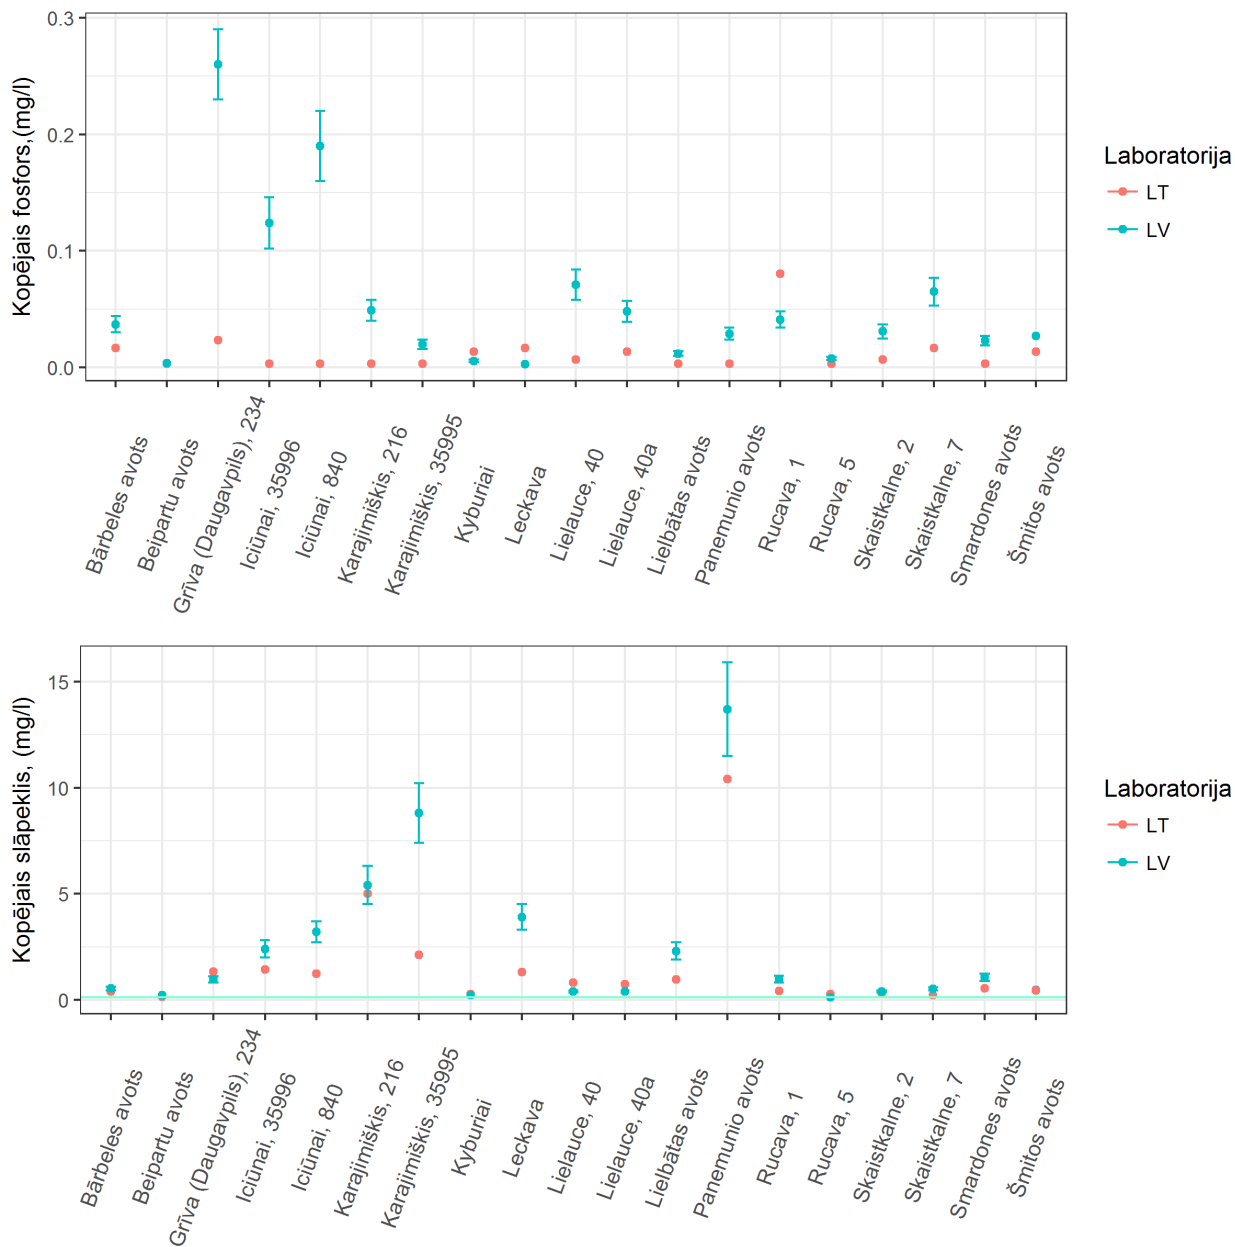 Kopējais fosfors,(mg/l)
0.3
0.2
0.1
0.0
Bārbeles avots
Beipartu avots
Grīva (Daugavpils), 234
Iciūnai, 35996
Iciūnai, 840
Karajimiškis, 216
Karajimiškis, 35995
Kyburiai
Leckava
Lielauce, 40
Lielauce, 40a
Lielbātas avots
Panemunio avots
Rucava, 1
Rucava, 5
Skaistkalne, 2
Skaistkalne, 7
Smardones avots
Šmitos avots
Laboratorija
LT
LV
Kopējais slāpeklis, (mg/l)
15
10
5
0
Bārbeles avots
Beipartu avots
Grīva (Daugavpils), 234
Iciūnai, 35996
Iciūnai, 840
Karajimiškis, 216
Karajimiškis, 35995
Kyburiai
Leckava
Lielauce, 40
Lielauce, 40a
Lielbātas avots
Panemunio avots
Rucava, 1
Rucava, 5
Skaistkalne, 2
Skaistkalne, 7
Smardones avots
Šmitos avots
Laboratorija
LT
LV